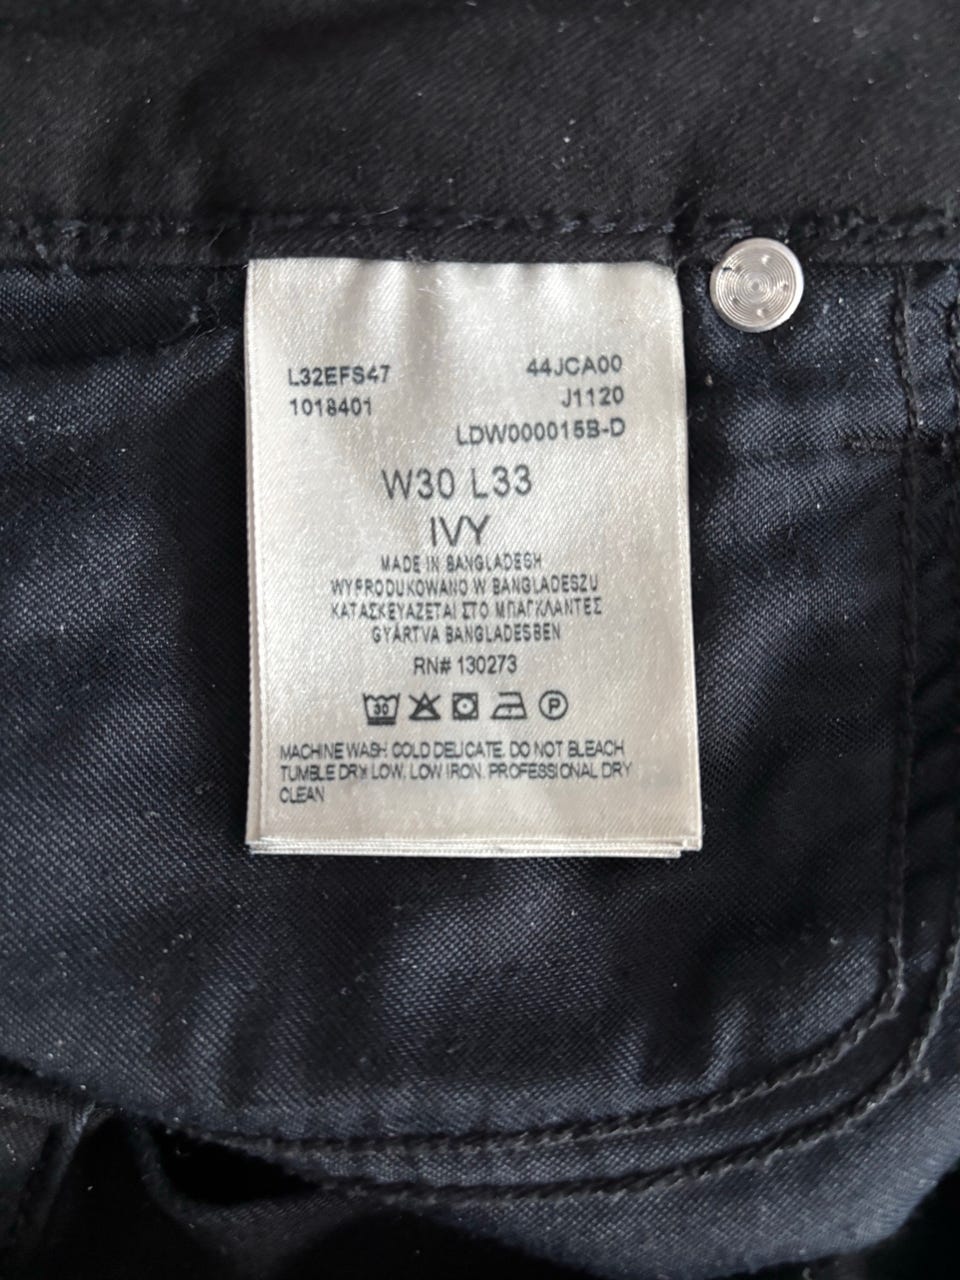 L32EFS47 44JCA00
1018401 J1120
LDW000015B-D
W30 L33
IVY
MADE IN BANGLADESH
WYPRODUKOWANO W BANGLADESZU
ΚΑΤΑΣΚΕΥΑΖΕΤΑΙ ΣΤΟ ΜΠΑΓΚΛΑΝΤΕΣ
GYÁRTVA BANGLADESBEN
RN# 130273
30 P
MACHINE WASH COLD DELICATE. DO NOT BLEACH
TUMBLE DRY LOW. LOW IRON. PROFESSIONAL DRY
CLEAN